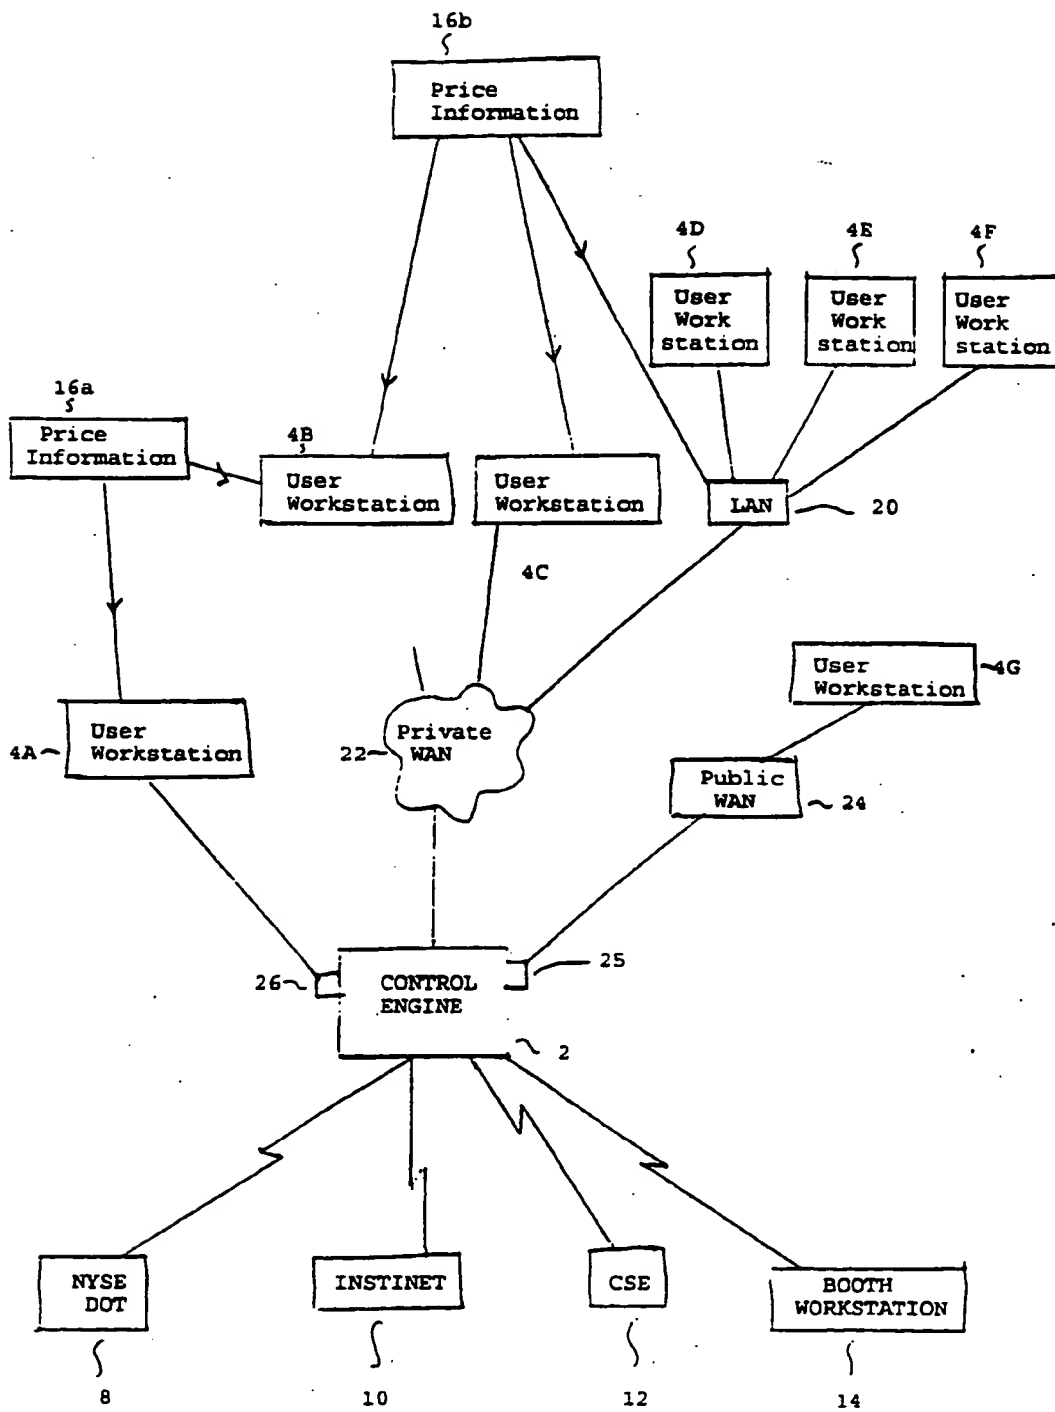 16b
Price
Information
4D
4E
4F
User
Work
station
User
Work
station
User
Work
station
16a
Price
Information
4B
User
Workstation
User
Workstation
LAN
20
4C
User
Workstation
4G
4A
User
Workstation
22
Private
WAN
Public
WAN
24
26
CONTROL
ENGINE
25
2
NYSE
DOT
INSTINET
CSE
BOOTH
WORKSTATION
8
10
12
14